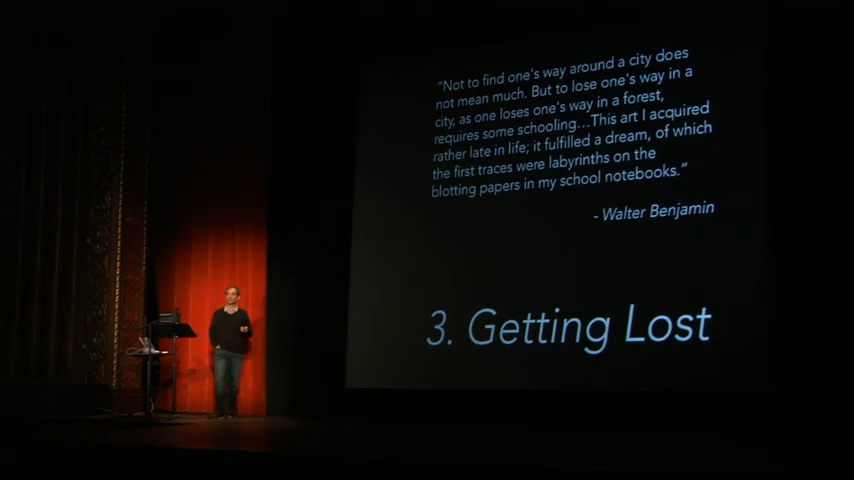 "Not to find one's way around a city does
not mean much. But to lose one's way in a
city, as one loses one's way in a forest,
requires some schooling...This art I acquired
rather late in life; it fulfilled a dream, of which
the first traces were labyrinths on the
blotting papers in my school notebooks."
- Walter Benjamin
3. Getting Lost